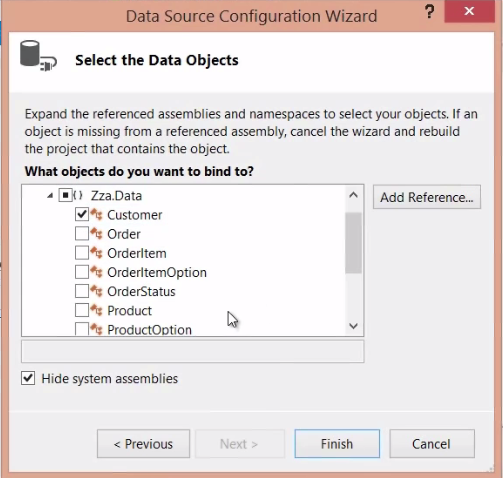 Data Source Configuration Wizard
?
Select the Data Objects
Expand the referenced assemblies and namespaces to select your objects. If an
object is missing from a referenced assembly, cancel the wizard and rebuild
the project that contains the object.
What objects do you want to bind to?
{} Zza.Data
Add Reference...
Customer
Order
OrderItem
OrderItemOption
OrderStatus
Product
ProductOption
Hide system assemblies
< Previous
Next >
Finish
Cancel